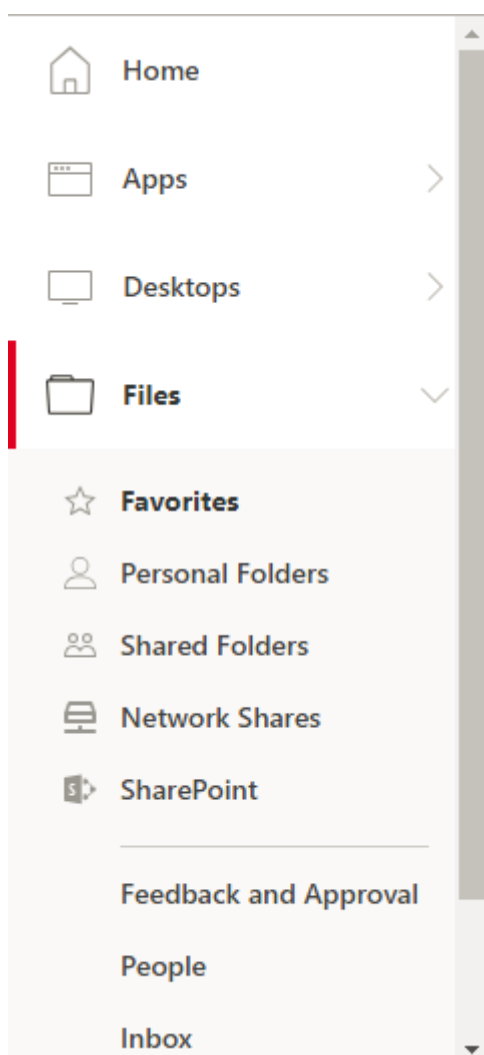 Home
Apps
Desktops
Files
Favorites
Personal Folders
Shared Folders
Network Shares
S
SharePoint
Feedback and Approval
People
Inbox